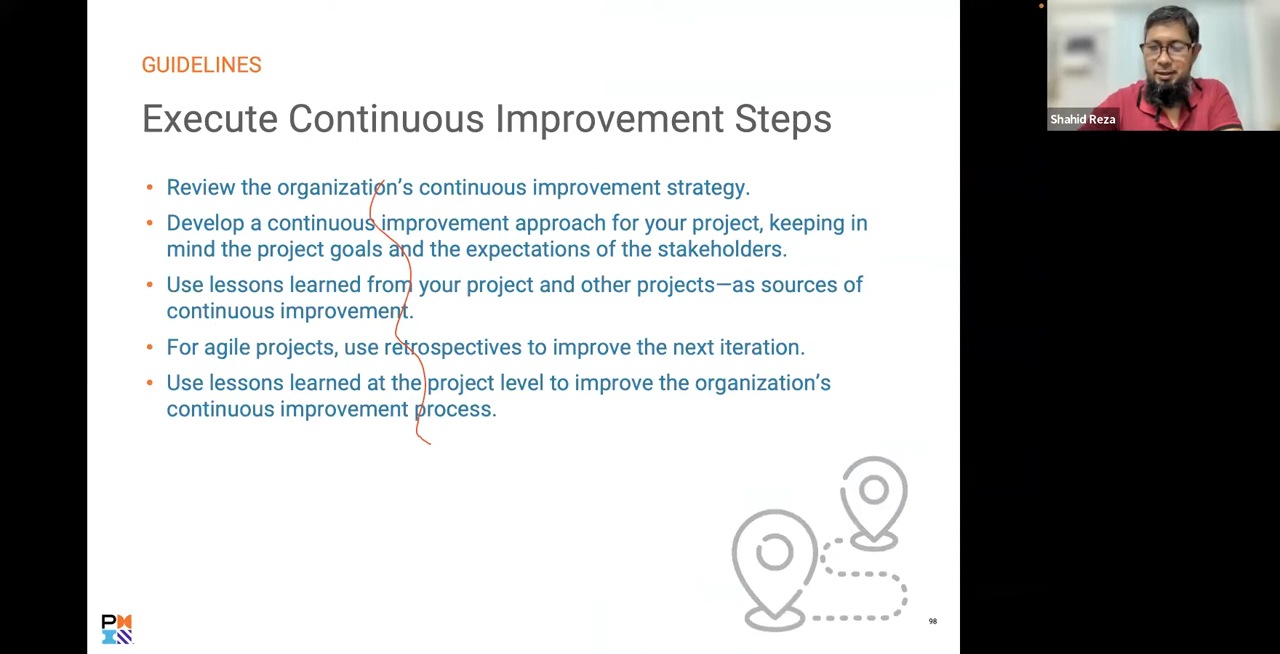 GUIDELINES
Execute Continuous Improvement Steps
• Review the organization's continuous improvement strategy.
• Develop a continuous improvement approach for your project, keeping in
mind the project goals and the expectations of the stakeholders.
• Use lessons learned from your project and other projects—as sources of
continuous improvement.
• For agile projects, use retrospectives to improve the next iteration.
• Use lessons learned at the project level to improve the organization's
continuous improvement process.
PMI
98
Shahid Reza